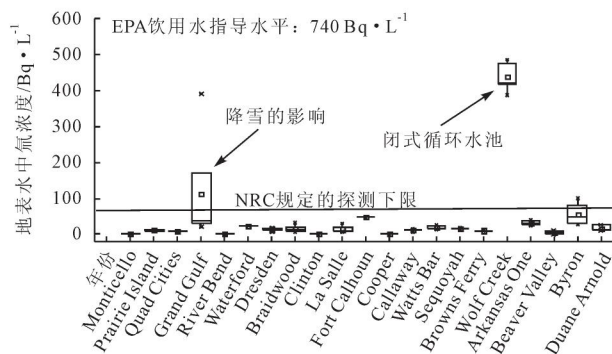 EPA饮用水指导水平：740 Bq·L⁻¹
地表水中氚浓度/Bq·L⁻¹
600
500
400
300
200
100
0
降雪的影响
闭式循环水池
NRC规定的探测下限
年份
Monticello
Prairie Island
Quad Cities
Grand Gulf
River Bend
Waterford
Dresden
Braidwood
Clinton
La Salle
Fort Calhoun
Cooper
Callaway
Watts Bar
Sequoyah
Browns Ferry
Wolf Creek
Arkansas One
Beaver Valley
Byron
Duane Arnold